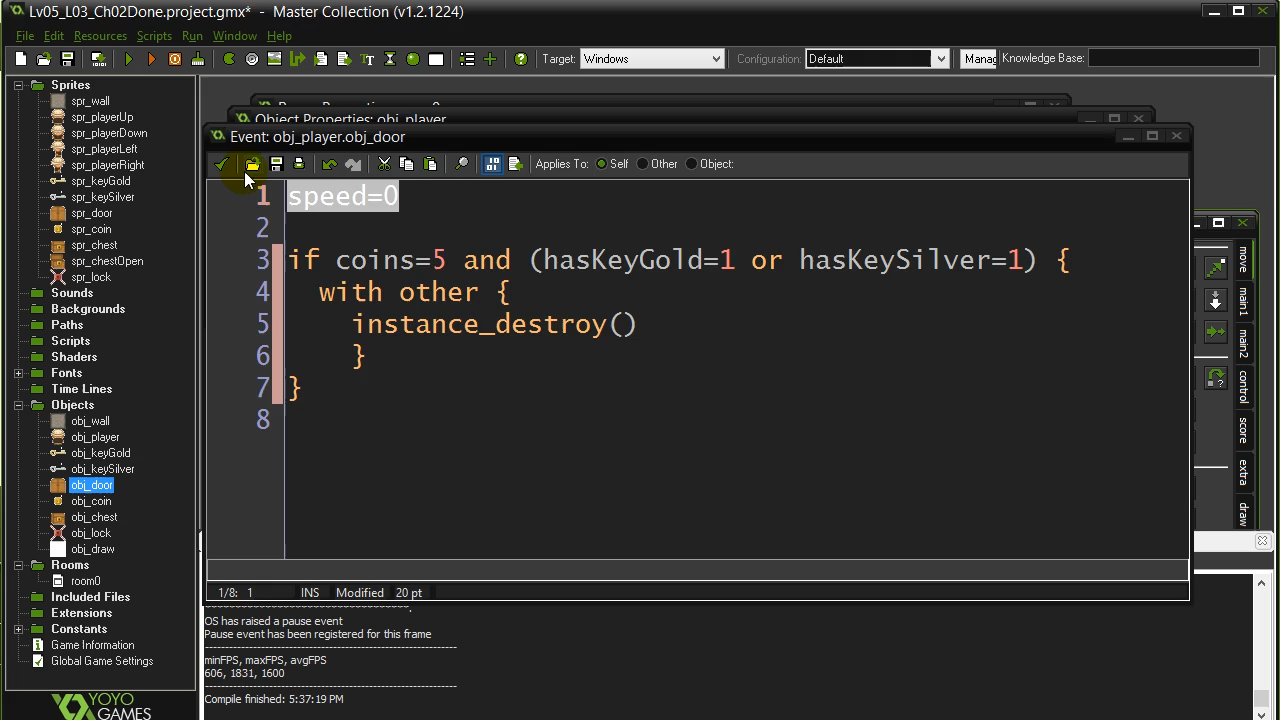 Lv05_L03_Ch02Done.project.gmx* - Master Collection (v1.2.1224)
File Edit Resources Scripts Run Window Help
Target: Windows Configuration: Default Manag Knowledge Base:
Sprites
spr_wall
spr_playerUp
spr_playerDown
spr_playerLeft
spr_playerRight
spr_keyGold
spr_keySilver
spr_door
spr_coin
spr_chest
spr_chestOpen
spr_lock
Sounds
Backgrounds
Paths
Scripts
Shaders
Fonts
Time Lines
Objects
obj_wall
obj_player
obj_keyGold
obj_keySilver
obj_door
obj_coin
obj_chest
obj_lock
obj_draw
Rooms
room0
Included Files
Extensions
Constants
Game Information
Global Game Settings
YOYO
GAMES
Object Properties: obj_player
Event: obj_player.obj_door
Applies To: Self Other Object:
1 speed=0
2
3 if coins=5 and (hasKeyGold=1 or hasKeySilver=1) {
4 with other {
5 instance_destroy()
6 }
7 }
8
1/8: 1 INS Modified 20 pt
move
main1
main2
control
score
extra
draw
OS has raised a pause event
Pause event has been registered for this frame
minFPS, maxFPS, avgFPS
606, 1831, 1600
Compile finished: 5:37:19 PM